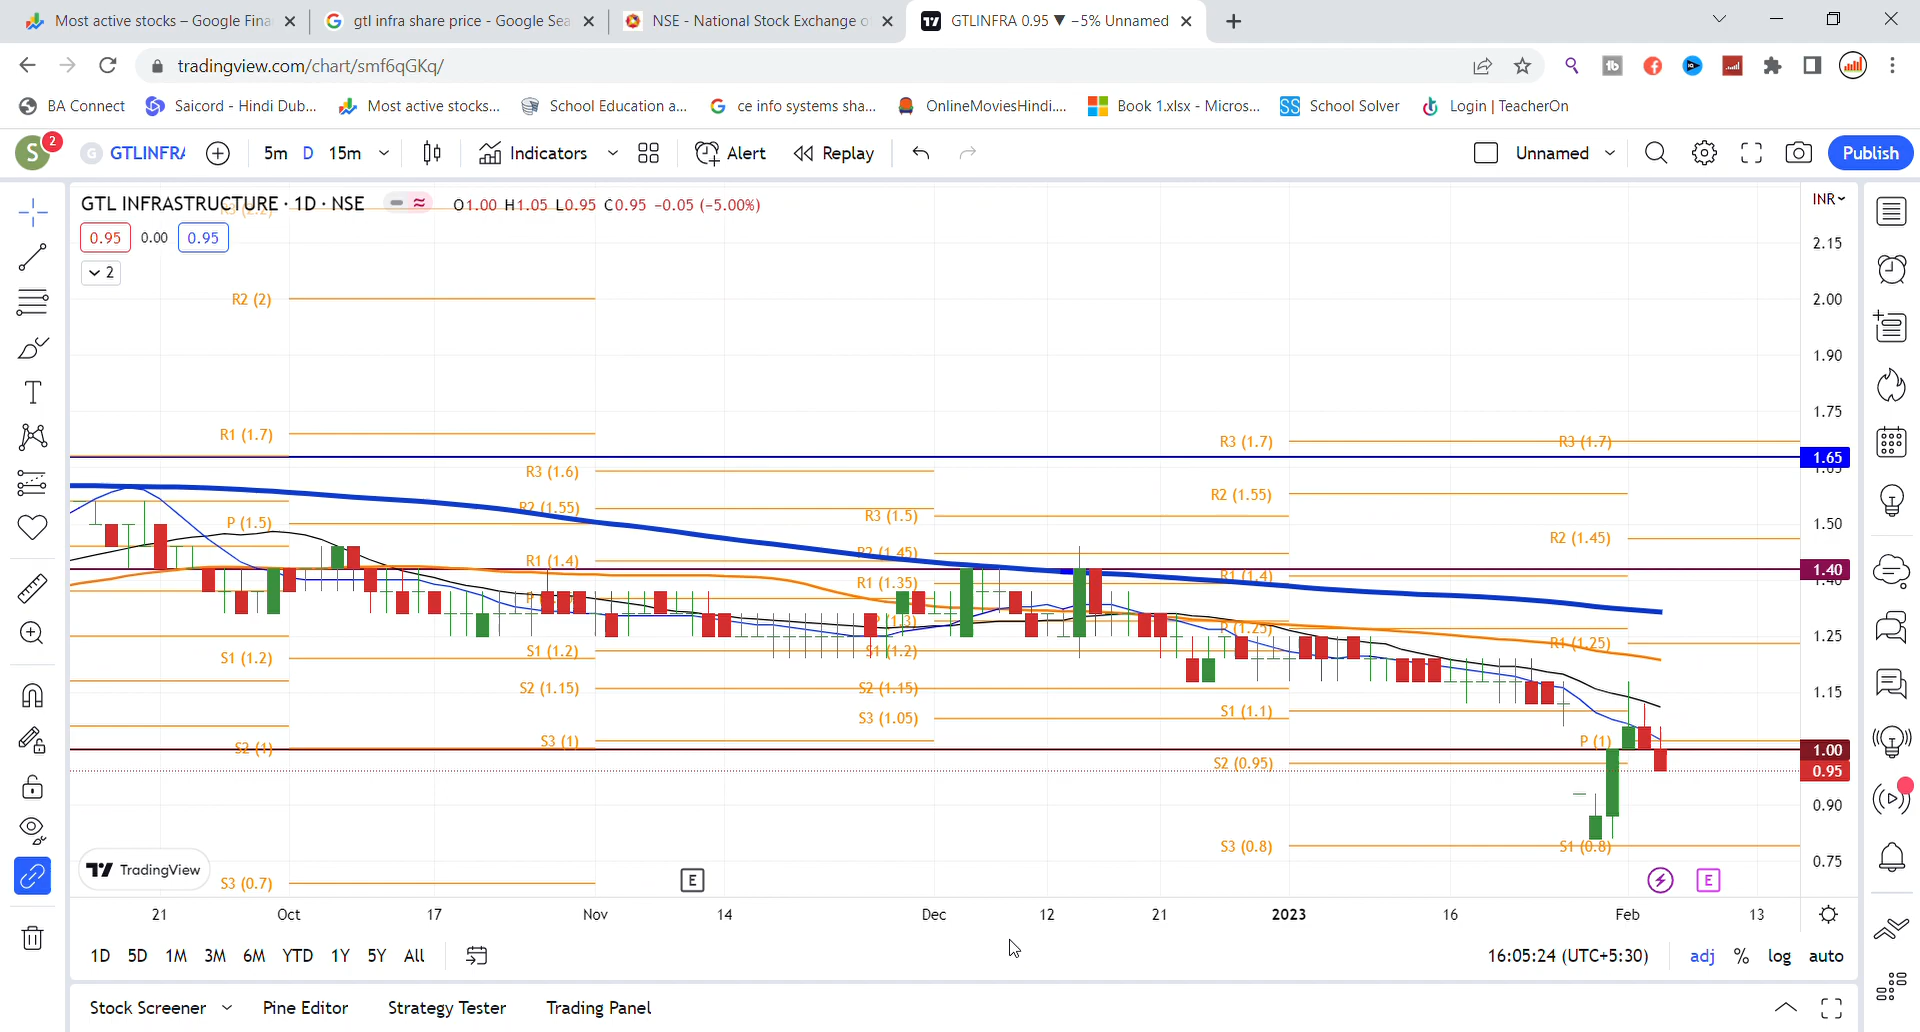 Most active stocks – Google Fina
gtl infra share price - Google Sea
NSE - National Stock Exchange o
GTLINFRA 0.95 ▼ −5% Unnamed
tradingview.com/chart/smf6qGKq/
BA Connect
Saicord - Hindi Dub...
Most active stocks...
School Education a...
ce info systems sha...
OnlineMoviesHindi....
Book 1.xlsx - Micros...
SS School Solver
Login | TeacherOn
S 2
G GTLINFRA
5m D 15m
Indicators
Alert
Replay
Unnamed
Publish
GTL INFRASTRUCTURE · 1D · NSE
O1.00 H1.05 L0.95 C0.95 −0.05 (−5.00%)
INR
0.95 0.00 0.95
2
2.15
R2 (2)
2.00
1.90
1.75
R1 (1.7)
R3 (1.7)
R3 (1.7)
1.65
R3 (1.6)
R2 (1.55)
R2 (1.55)
R3 (1.5)
P (1.5)
1.50
R2 (1.45)
R2 (1.45)
R1 (1.4)
R1 (1.4)
1.40
1.40
R1 (1.35)
P (1.3)
P (1.25)
R1 (1.25)
1.25
S1 (1.2)
S1 (1.2)
S1 (1.2)
S2 (1.15)
S2 (1.15)
1.15
S3 (1.05)
S1 (1.1)
S2 (1)
S3 (1)
P (1)
1.00
S2 (0.95)
0.95
0.90
S3 (0.8)
S1 (0.8)
0.75
TradingView
S3 (0.7)
E
E
21 Oct 17 Nov 14 Dec 12 21 2023 16 Feb 13
1D 5D 1M 3M 6M YTD 1Y 5Y All
16:05:24 (UTC+5:30)
adj % log auto
Stock Screener
Pine Editor
Strategy Tester
Trading Panel